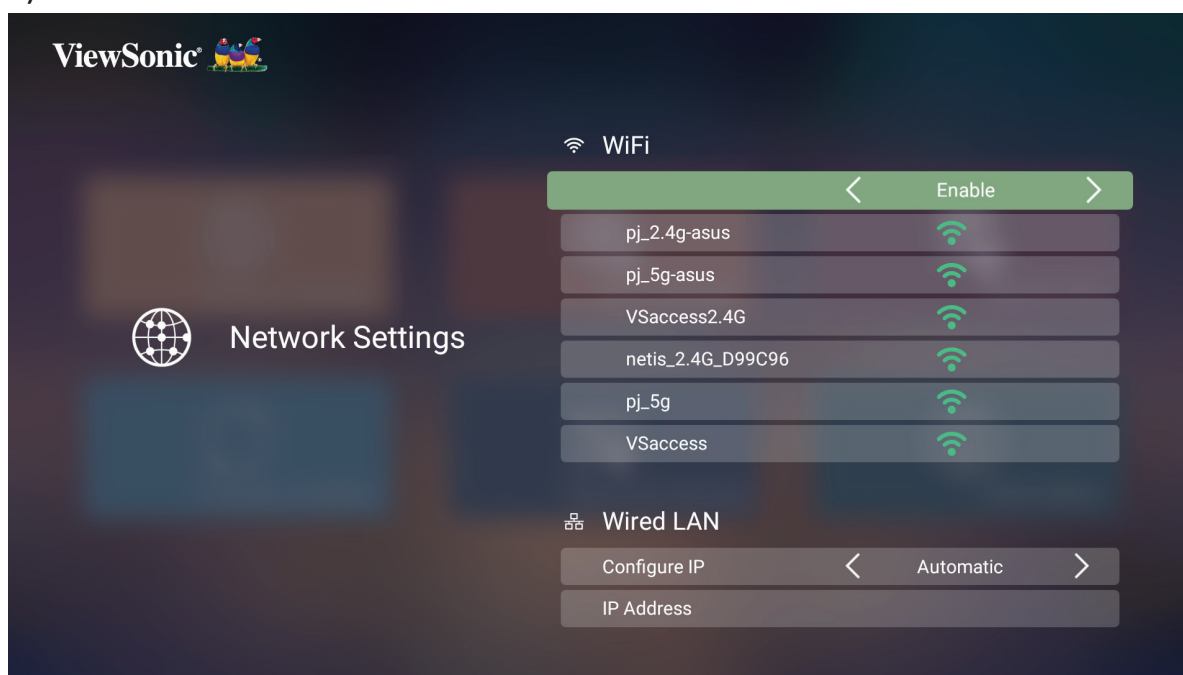 ViewSonic®
WiFi
Enable
pj_2.4g-asus
pj_5g-asus
VSaccess2.4G
Network Settings
netis_2.4G_D99C96
pj_5g
VSaccess
Wired LAN
Configure IP Automatic
IP Address